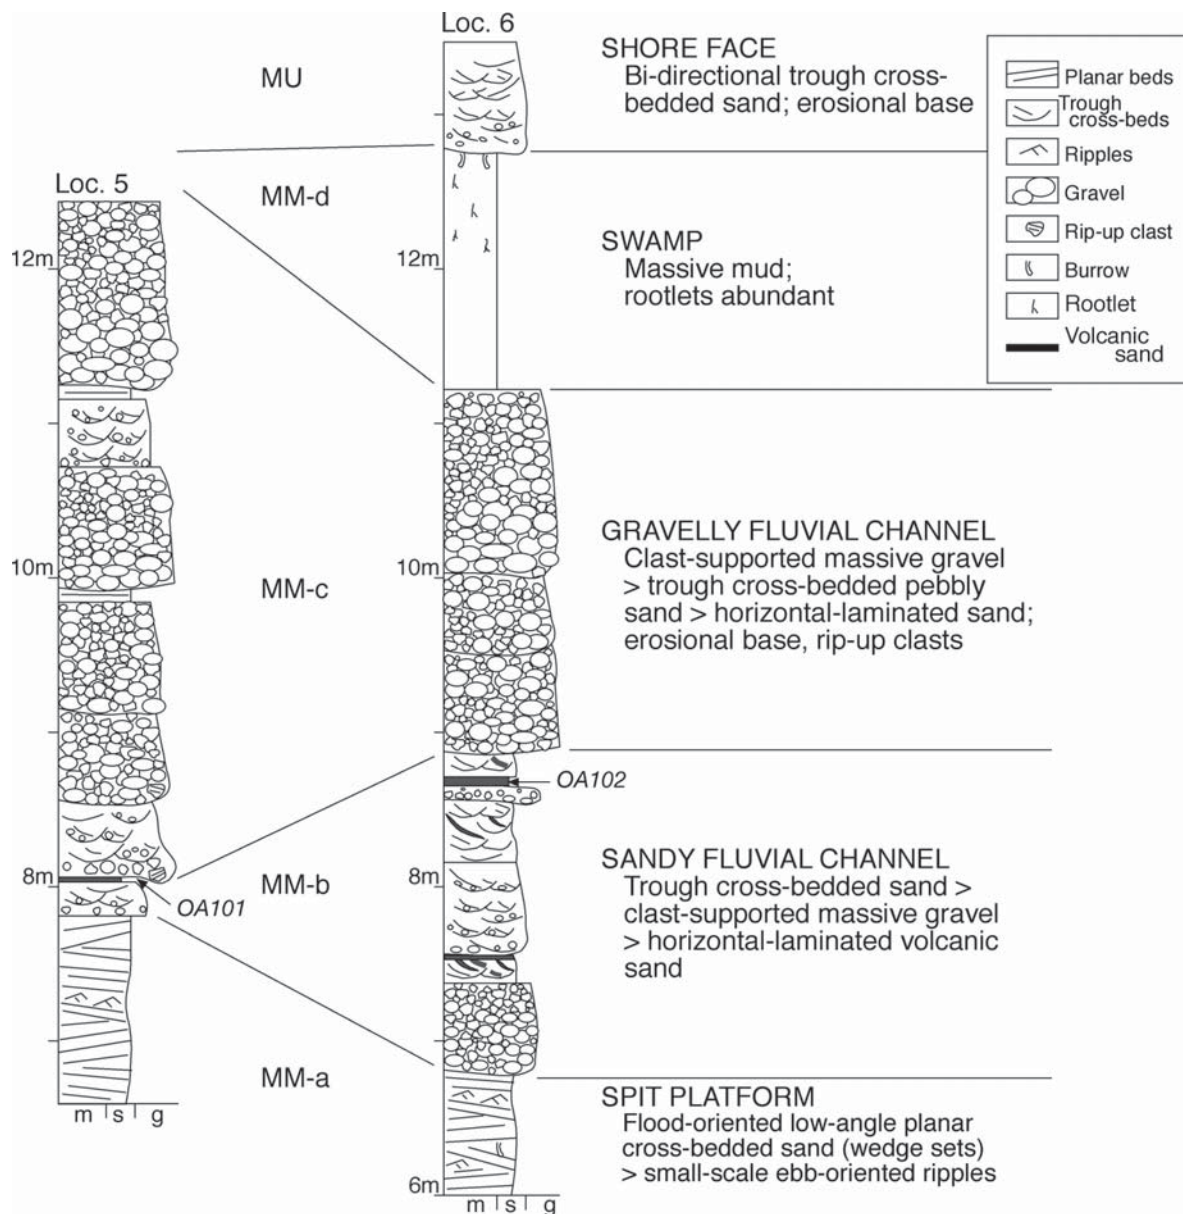 Loc. 6
MU
SHORE FACE
Bi-directional trough cross-
bedded sand; erosional base
Planar beds
Trough
cross-beds
Ripples
Gravel
Rip-up clast
Burrow
Rootlet
Volcanic
sand
Loc. 5
MM-d
12m
12m
SWAMP
Massive mud;
rootlets abundant
10m
MM-c
10m
GRAVELLY FLUVIAL CHANNEL
Clast-supported massive gravel
> trough cross-bedded pebbly
sand > horizontal-laminated sand;
erosional base, rip-up clasts
OA102
8m
OA101
MM-b
8m
SANDY FLUVIAL CHANNEL
Trough cross-bedded sand >
clast-supported massive gravel
> horizontal-laminated volcanic
sand
MM-a
m s g
SPIT PLATFORM
Flood-oriented low-angle planar
cross-bedded sand (wedge sets)
> small-scale ebb-oriented ripples
6m
m s g